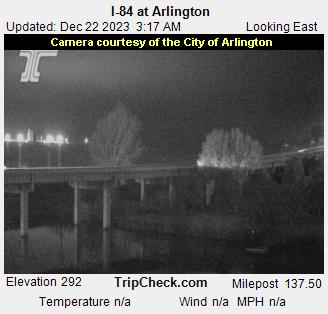 I-84 at Arlington
Updated: Dec 22 2023 3:17 AM Looking East
Camera courtesy of the City of Arlington
Elevation 292 TripCheck.com Milepost 137.50
Temperature n/a Wind n/a MPH n/a